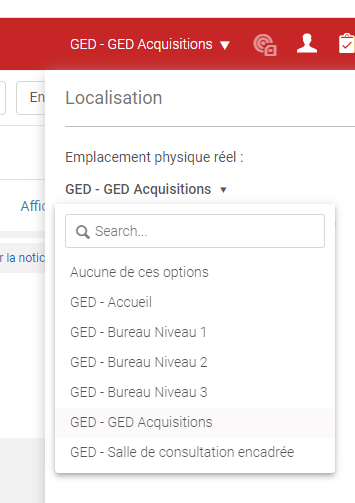 GED - GED Acquisitions ▼
En
Localisation
Emplacement physique réel :
GED - GED Acquisitions ▼
Affic
Search...
r la notic
Aucune de ces options
GED - Accueil
GED - Bureau Niveau 1
GED - Bureau Niveau 2
GED - Bureau Niveau 3
GED - GED Acquisitions
GED - Salle de consultation encadrée